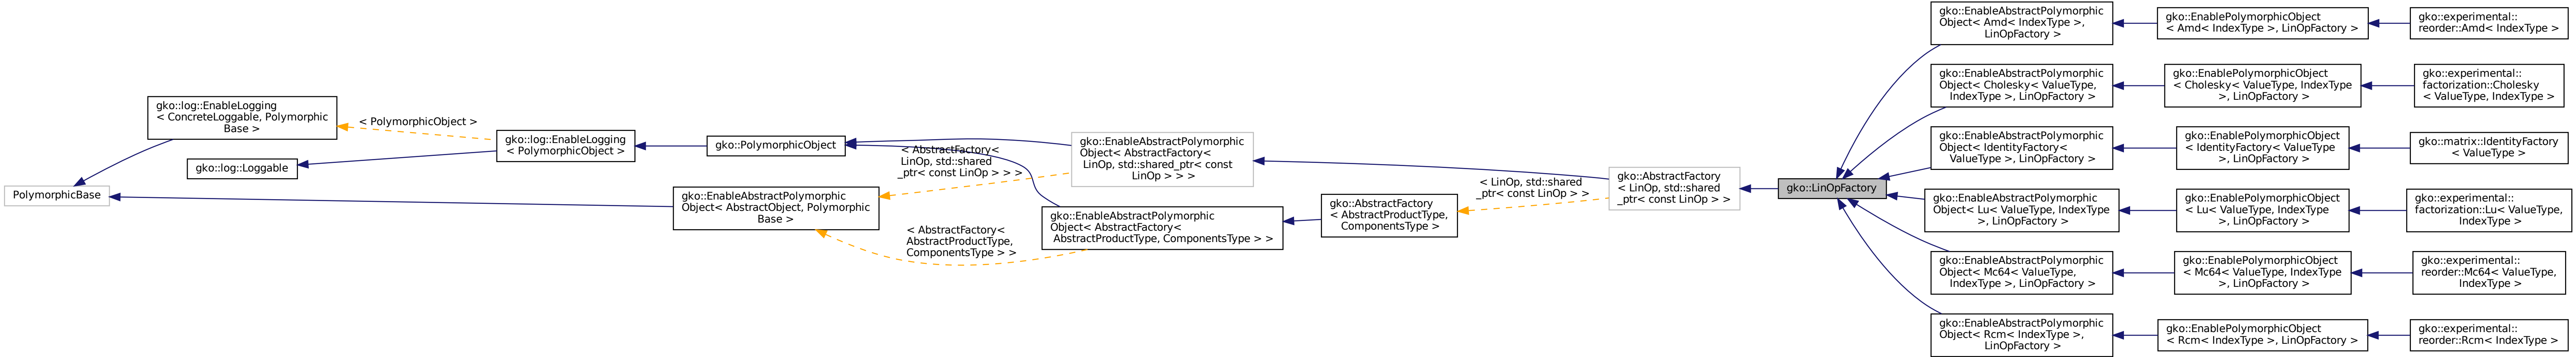 PolymorphicBase
gko::log::EnableLogging
< ConcreteLoggable, Polymorphic
Base >
gko::log::Loggable
< PolymorphicObject >
gko::log::EnableLogging
< PolymorphicObject >
gko::PolymorphicObject
gko::EnableAbstractPolymorphic
Object< AbstractObject, Polymorphic
Base >
< AbstractFactory<
LinOp, std::shared
_ptr< const LinOp > > >
< AbstractFactory<
AbstractProductType,
ComponentsType > >
gko::EnableAbstractPolymorphic
Object< AbstractFactory<
LinOp, std::shared_ptr< const
LinOp > > >
gko::EnableAbstractPolymorphic
Object< AbstractFactory<
AbstractProductType, ComponentsType > >
gko::AbstractFactory
< AbstractProductType,
ComponentsType >
< LinOp, std::shared
_ptr< const LinOp > >
gko::AbstractFactory
< LinOp, std::shared
_ptr< const LinOp > >
gko::LinOpFactory
gko::EnableAbstractPolymorphic
Object< Amd< IndexType >,
LinOpFactory >
gko::EnablePolymorphicObject
< Amd< IndexType >, LinOpFactory >
gko::experimental::
reorder::Amd< IndexType >
gko::EnableAbstractPolymorphic
Object< Cholesky< ValueType,
IndexType >, LinOpFactory >
gko::EnablePolymorphicObject
< Cholesky< ValueType, IndexType
>, LinOpFactory >
gko::experimental::
factorization::Cholesky
< ValueType, IndexType >
gko::EnableAbstractPolymorphic
Object< IdentityFactory<
ValueType >, LinOpFactory >
gko::EnablePolymorphicObject
< IdentityFactory< ValueType
>, LinOpFactory >
gko::matrix::IdentityFactory
< ValueType >
gko::EnableAbstractPolymorphic
Object< Lu< ValueType, IndexType
>, LinOpFactory >
gko::EnablePolymorphicObject
< Lu< ValueType, IndexType
>, LinOpFactory >
gko::experimental::
factorization::Lu< ValueType,
IndexType >
gko::EnableAbstractPolymorphic
Object< Mc64< ValueType,
IndexType >, LinOpFactory >
gko::EnablePolymorphicObject
< Mc64< ValueType, IndexType
>, LinOpFactory >
gko::experimental::
reorder::Mc64< ValueType,
IndexType >
gko::EnableAbstractPolymorphic
Object< Rcm< IndexType >,
LinOpFactory >
gko::EnablePolymorphicObject
< Rcm< IndexType >, LinOpFactory >
gko::experimental::
reorder::Rcm< IndexType >